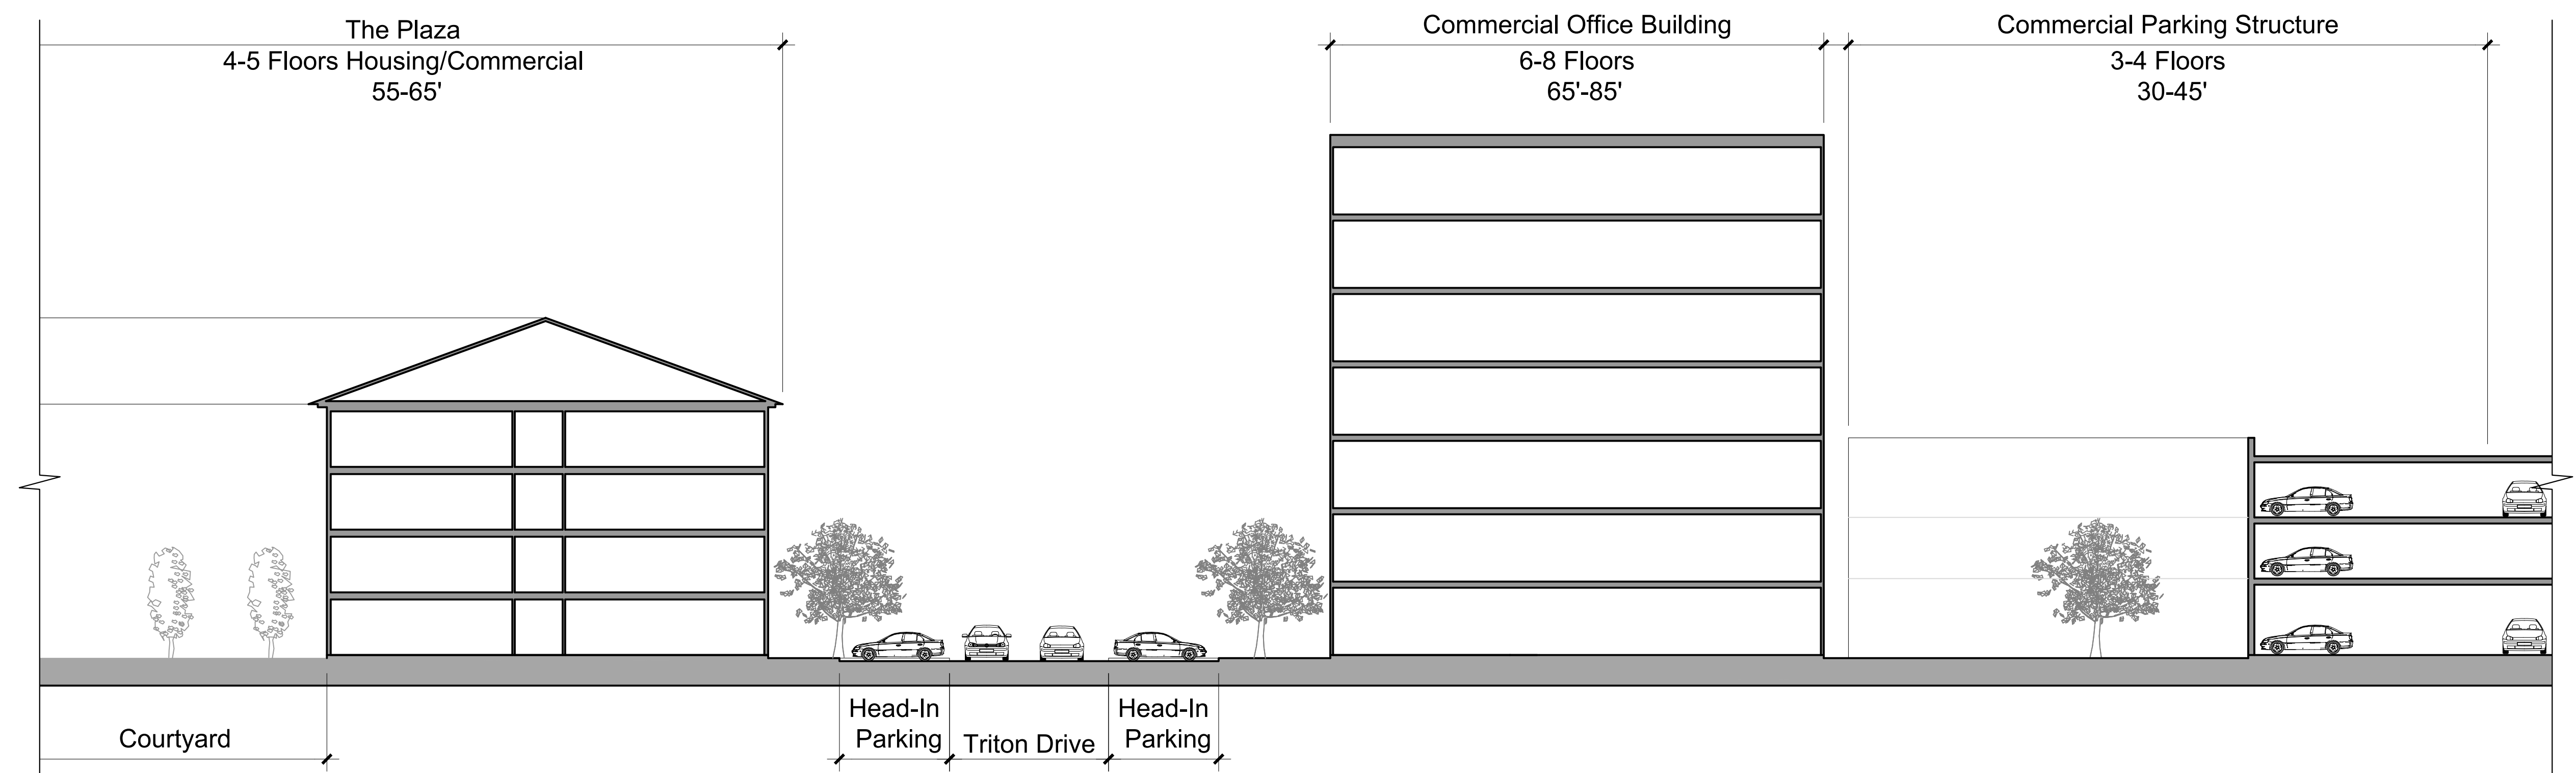 The Plaza
4-5 Floors Housing/Commercial
55-65'
Commercial Office Building
6-8 Floors
65'-85'
Commercial Parking Structure
3-4 Floors
30-45'
Courtyard
Head-In
Parking
Triton Drive
Head-In
Parking